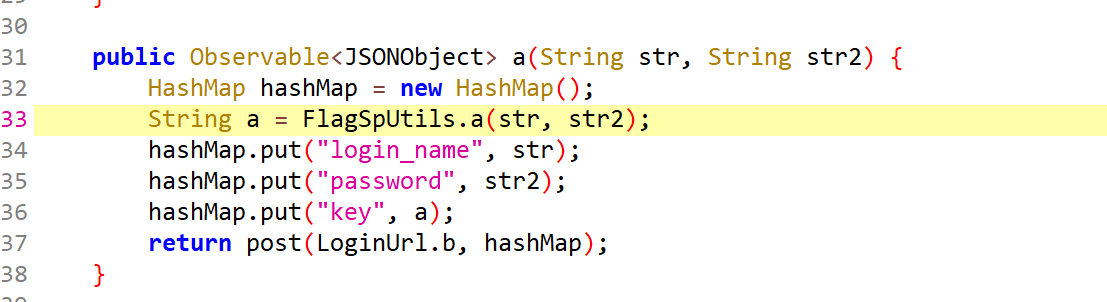 30
31 public Observable<JSONObject> a(String str, String str2) {
32 HashMap hashMap = new HashMap();
33 String a = FlagSpUtils.a(str, str2);
34 hashMap.put("login_name", str);
35 hashMap.put("password", str2);
36 hashMap.put("key", a);
37 return post(LoginUrl.b, hashMap);
38 }